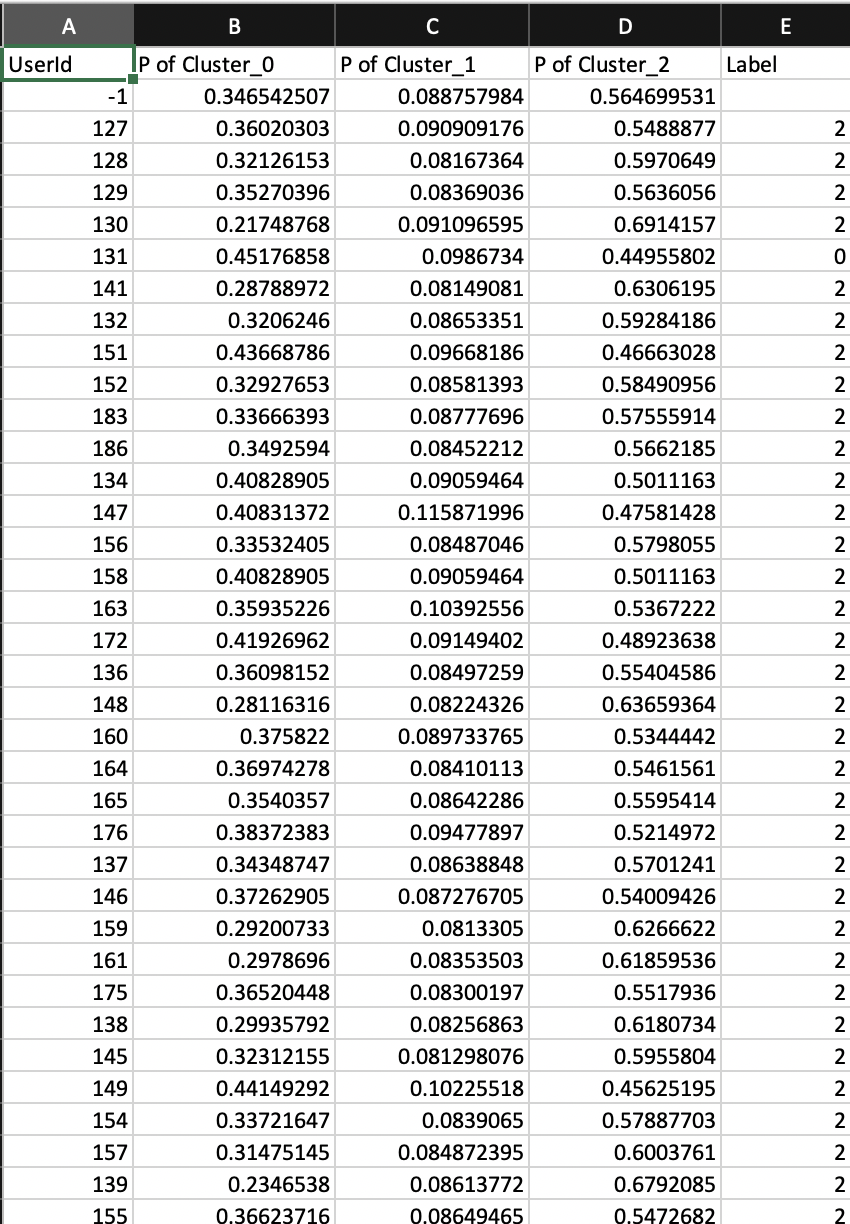 A B C D E
UserId P of Cluster_0 P of Cluster_1 P of Cluster_2 Label
-1 0.346542507 0.088757984 0.564699531
127 0.36020303 0.090909176 0.5488877 2
128 0.32126153 0.08167364 0.5970649 2
129 0.35270396 0.08369036 0.5636056 2
130 0.21748768 0.091096595 0.6914157 2
131 0.45176858 0.0986734 0.44955802 0
141 0.28788972 0.08149081 0.6306195 2
132 0.3206246 0.08653351 0.59284186 2
151 0.43668786 0.09668186 0.46663028 2
152 0.32927653 0.08581393 0.58490956 2
183 0.33666393 0.08777696 0.57555914 2
186 0.3492594 0.08452212 0.5662185 2
134 0.40828905 0.09059464 0.5011163 2
147 0.40831372 0.115871996 0.47581428 2
156 0.33532405 0.08487046 0.5798055 2
158 0.40828905 0.09059464 0.5011163 2
163 0.35935226 0.10392556 0.5367222 2
172 0.41926962 0.09149402 0.48923638 2
136 0.36098152 0.08497259 0.55404586 2
148 0.28116316 0.08224326 0.63659364 2
160 0.375822 0.089733765 0.5344442 2
164 0.36974278 0.08410113 0.5461561 2
165 0.3540357 0.08642286 0.5595414 2
176 0.38372383 0.09477897 0.5214972 2
137 0.34348747 0.08638848 0.5701241 2
146 0.37262905 0.087276705 0.54009426 2
159 0.29200733 0.0813305 0.6266622 2
161 0.2978696 0.08353503 0.61859536 2
175 0.36520448 0.08300197 0.5517936 2
138 0.29935792 0.08256863 0.6180734 2
145 0.32312155 0.081298076 0.5955804 2
149 0.44149292 0.10225518 0.45625195 2
154 0.33721647 0.0839065 0.57887703 2
157 0.31475145 0.084872395 0.6003761 2
139 0.2346538 0.08613772 0.6792085 2
155 0.36623716 0.08649465 0.5472682 2